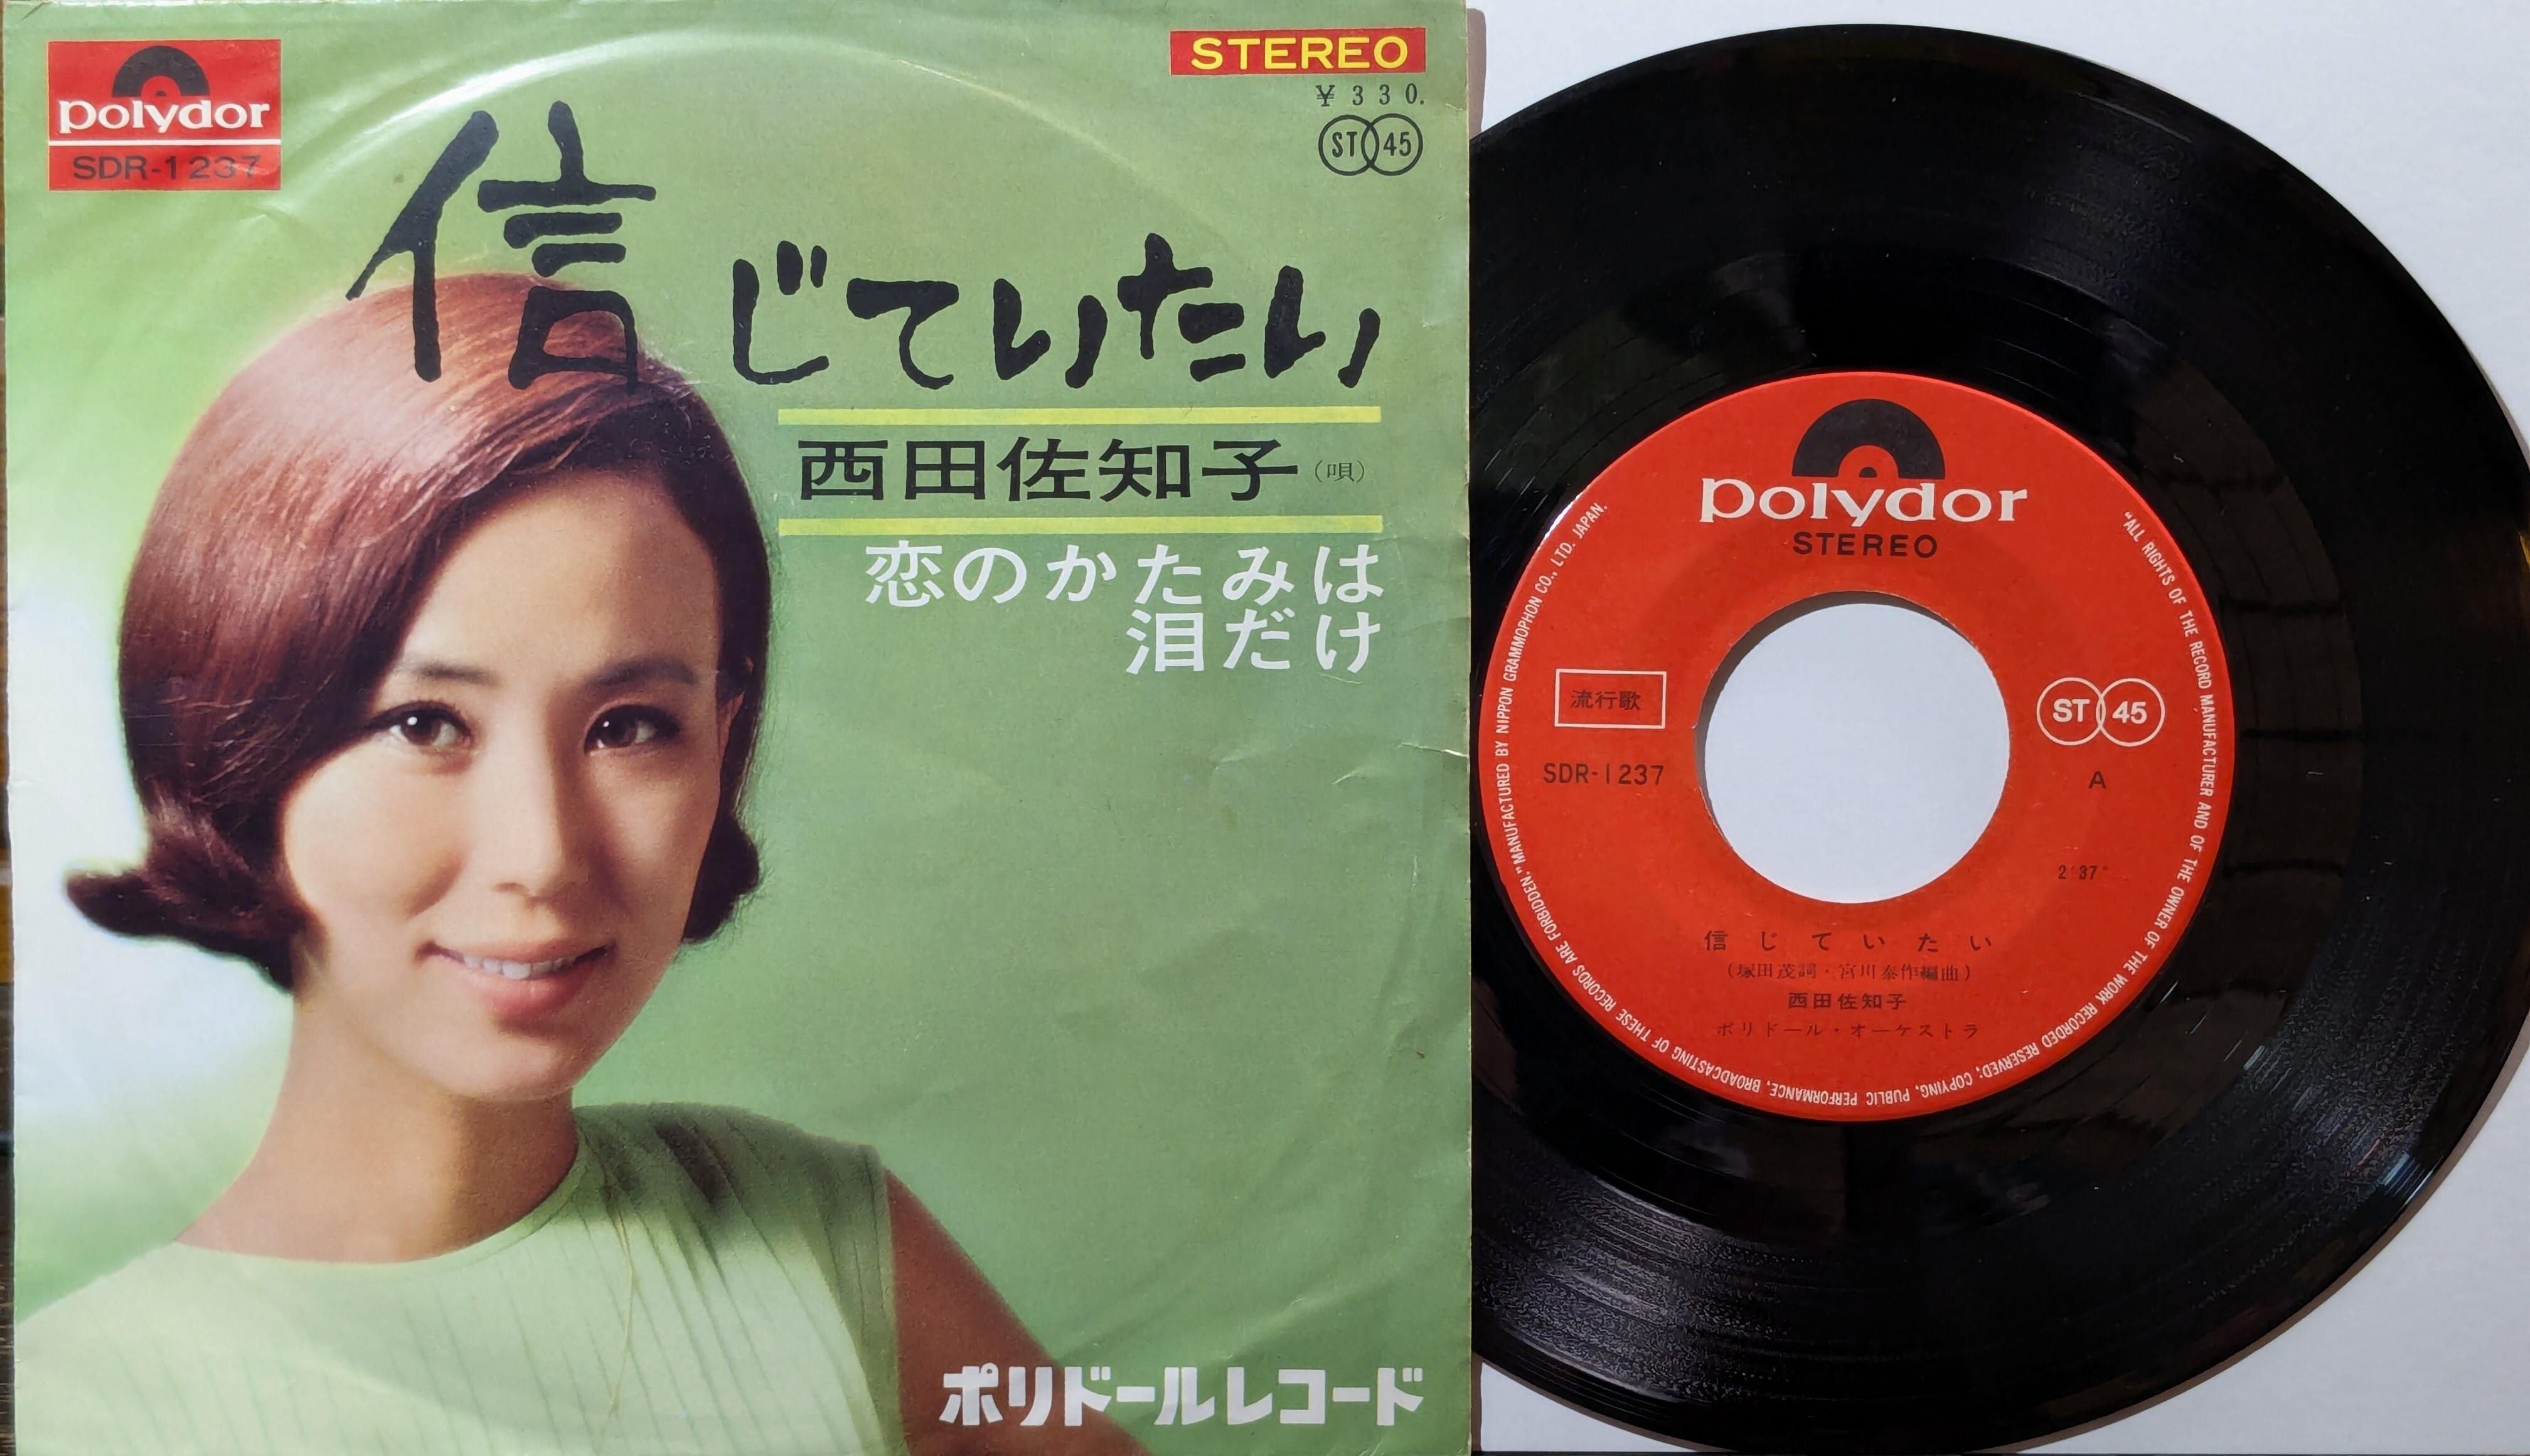 polydor
SDR-1237
STEREO
¥330.
ST 45
信じていたい
西田佐知子(唄)
恋のかたみは
泪だけ
ポリドールレコード
polydor
STEREO
流行歌
SDR-1237
ST 45
A
2'37"
信じていたい
(塚田茂詞・宮川泰作編曲)
西田佐知子
ポリドール・オーケストラ
"ALL RIGHTS OF THE RECORD MANUFACTURER AND OF THE OWNER OF THE WORK RECORDED RESERVED; COPYING, PUBLIC PERFORMANCE, BROADCASTING OF THESE RECORDS ARE FORBIDDEN." MANUFACTURED BY NIPPON GRAMMOPHON CO., LTD. JAPAN.